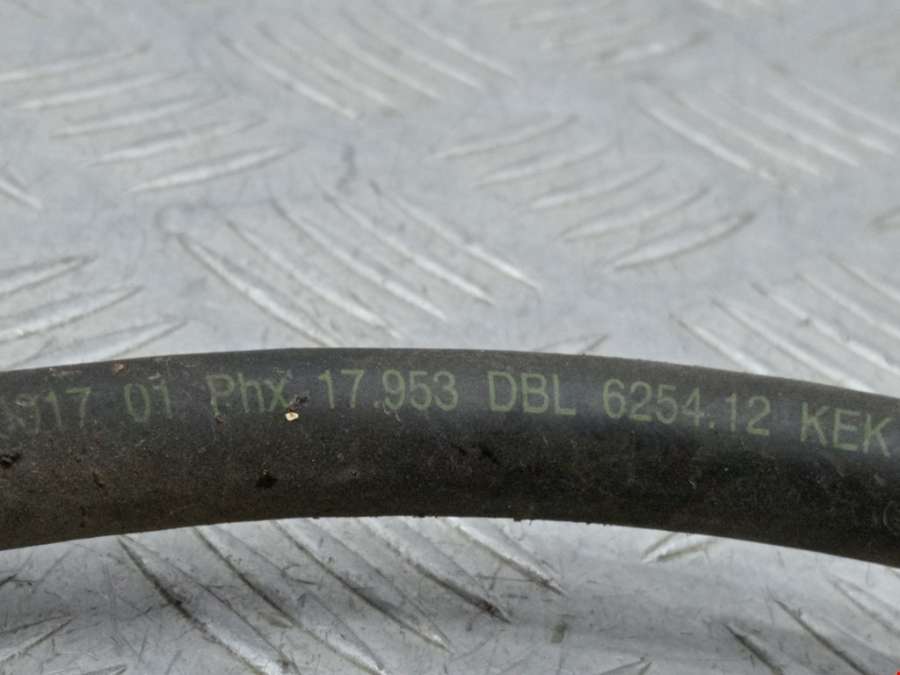 01 PhX 17.953 DBL 6254.12 KEK